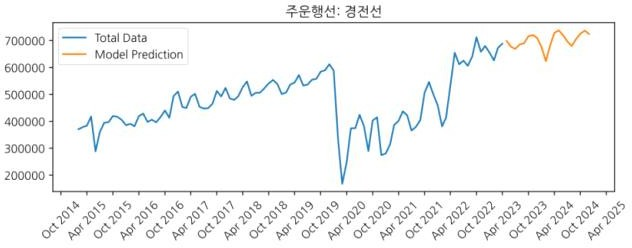 주운행선: 경전선
Total Data
Model Prediction
700000
600000
500000
400000
300000
200000
Oct 2014
Apr 2015
Oct 2015
Apr 2016
Oct 2016
Apr 2017
Oct 2017
Apr 2018
Oct 2018
Apr 2019
Oct 2019
Apr 2020
Oct 2020
Apr 2021
Oct 2021
Apr 2022
Oct 2022
Apr 2023
Oct 2023
Apr 2024
Oct 2024
Apr 2025